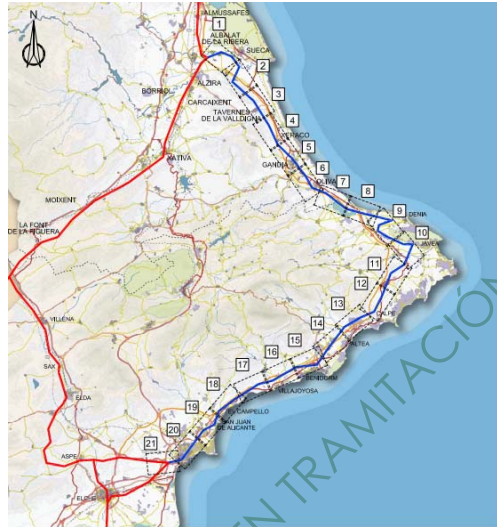 N
1
ALMUSSAFES
ALBALAT
DE LA RIBERA
SUECA
2
ALZIRA
3
CARCAIXENT
TAVERNES
DE LA VALLDIGNA
4
XERACO
5
XATIVA
GANDIA
6
OLIVA
7
8
MOIXENT
9
DENIA
LA FONT
DE LA FIGUERA
10
JAVEA
11
12
CALPE
13
VILLENA
14
ALTEA
15
16
BENIDORM
SAX
17
VILLAJOYOSA
18
ELDA
EL CAMPELLO
19
SAN JUAN
DE ALICANTE
20
21
ASPE
ELCHE
EN TRAMITACIÓN